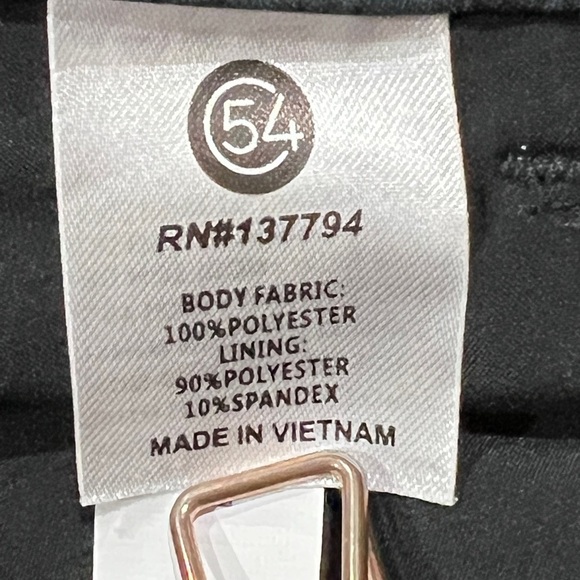 C54
RN#137794
BODY FABRIC:
100%POLYESTER
LINING:
90%POLYESTER
10%SPANDEX
MADE IN VIETNAM